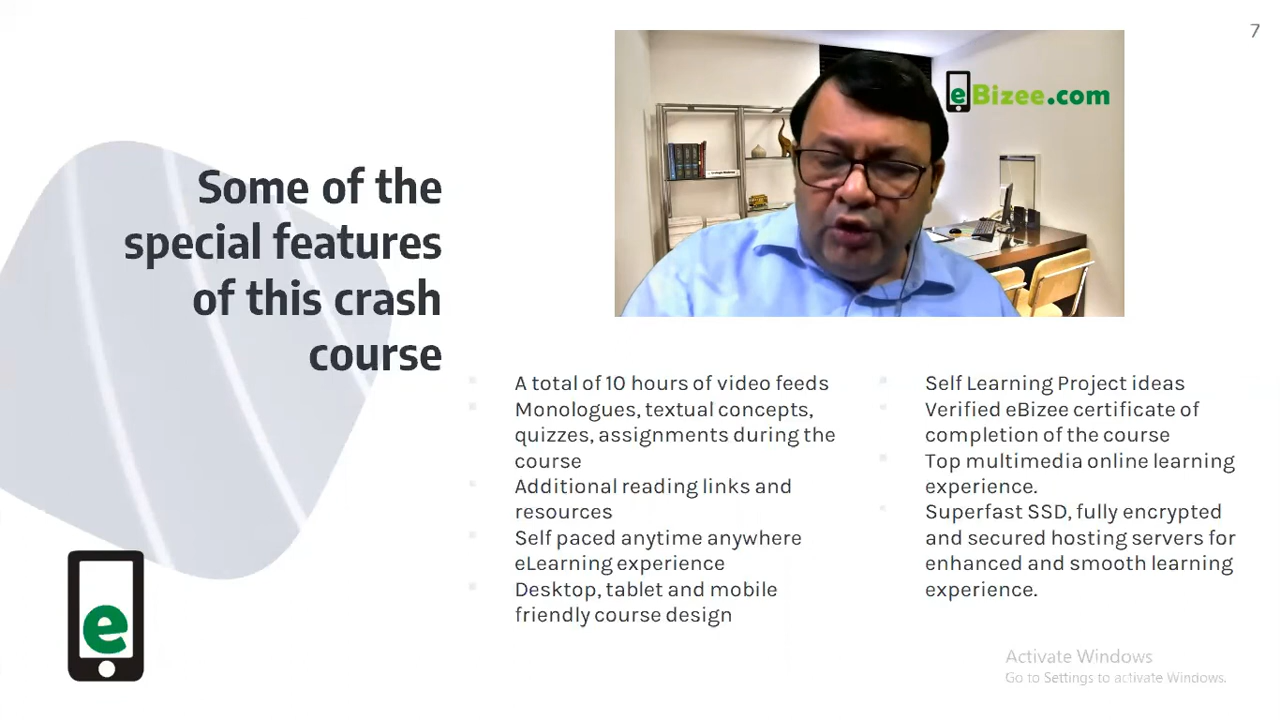 7
eBizee.com
Some of the
special features
of this crash
course
A total of 10 hours of video feeds
Monologues, textual concepts,
quizzes, assignments during the
course
Additional reading links and
resources
Self paced anytime anywhere
eLearning experience
Desktop, tablet and mobile
friendly course design
Self Learning Project ideas
Verified eBizee certificate of
completion of the course
Top multimedia online learning
experience.
Superfast SSD, fully encrypted
and secured hosting servers for
enhanced and smooth learning
experience.
e
Activate Windows
Go to Settings to activate Windows.